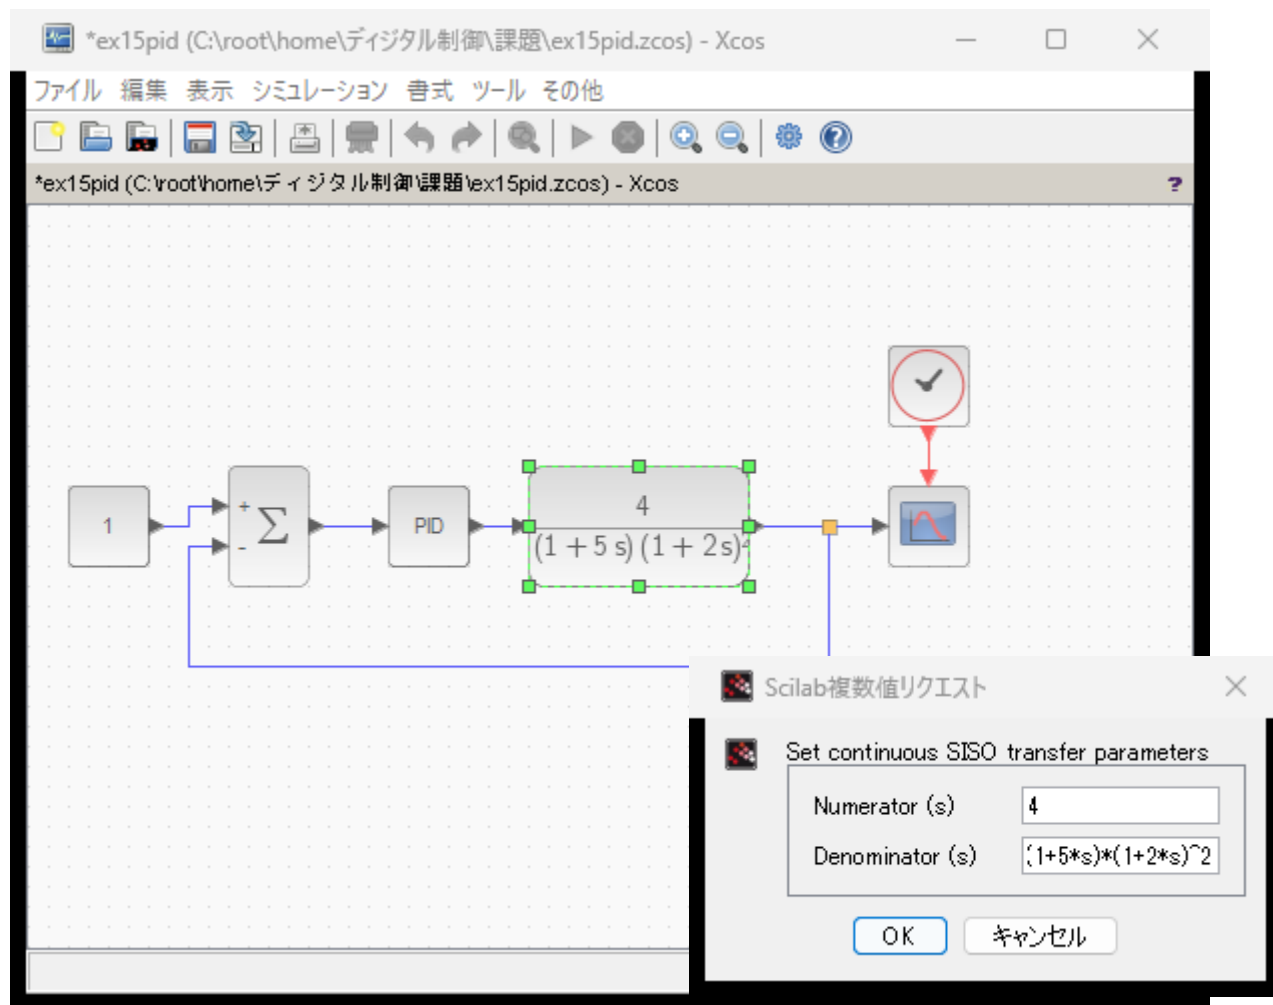 *ex15pid (C:\root\home\ディジタル制御\課題\ex15pid.zcos) - Xcos
ファイル 編集 表示 シミュレーション 書式 ツール その他
*ex15pid (C:\root\home\ディジタル制御\課題\ex15pid.zcos) - Xcos ?
1
+
Σ
-
PID
4
(1 + 5 s) (1 + 2 s)²
Scilab複数値リクエスト
Set continuous SISO transfer parameters
Numerator (s) 4
Denominator (s) (1+5*s)*(1+2*s)^2
OK キャンセル